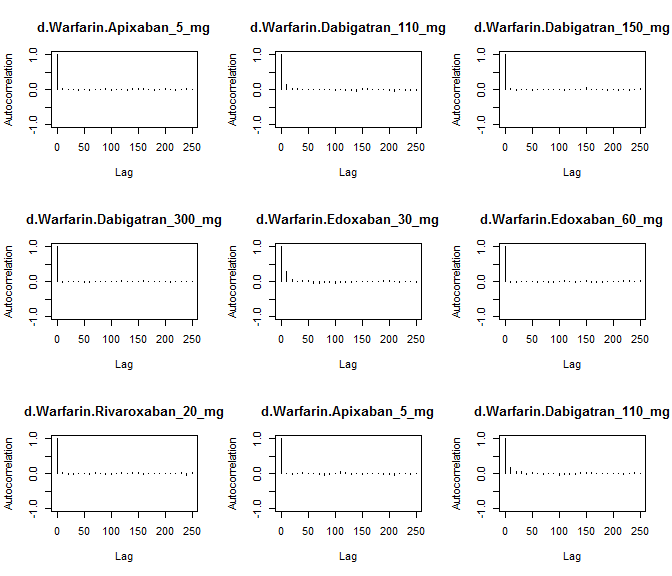 d.Warfarin.Apixaban_5_mg
Autocorrelation
1.0
0.0
-1.0
0 50 100 150 200 250
Lag
d.Warfarin.Dabigatran_110_mg
Autocorrelation
1.0
0.0
-1.0
0 50 100 150 200 250
Lag
d.Warfarin.Dabigatran_150_mg
Autocorrelation
1.0
0.0
-1.0
0 50 100 150 200 250
Lag
d.Warfarin.Dabigatran_300_mg
Autocorrelation
1.0
0.0
-1.0
0 50 100 150 200 250
Lag
d.Warfarin.Edoxaban_30_mg
Autocorrelation
1.0
0.0
-1.0
0 50 100 150 200 250
Lag
d.Warfarin.Edoxaban_60_mg
Autocorrelation
1.0
0.0
-1.0
0 50 100 150 200 250
Lag
d.Warfarin.Rivaroxaban_20_mg
Autocorrelation
1.0
0.0
-1.0
0 50 100 150 200 250
Lag
d.Warfarin.Apixaban_5_mg
Autocorrelation
1.0
0.0
-1.0
0 50 100 150 200 250
Lag
d.Warfarin.Dabigatran_110_mg
Autocorrelation
1.0
0.0
-1.0
0 50 100 150 200 250
Lag